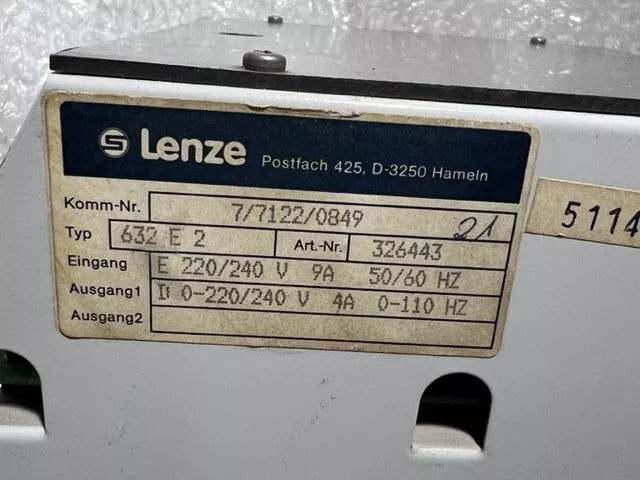 Lenze Postfach 425, D-3250 Hameln
Komm-Nr. 7/7122/0849 21
Typ 632 E 2 Art.-Nr. 326443
Eingang E 220/240 V 9A 50/60 HZ
Ausgang1 D 0-220/240 V 4A 0-110 HZ
Ausgang2
5114